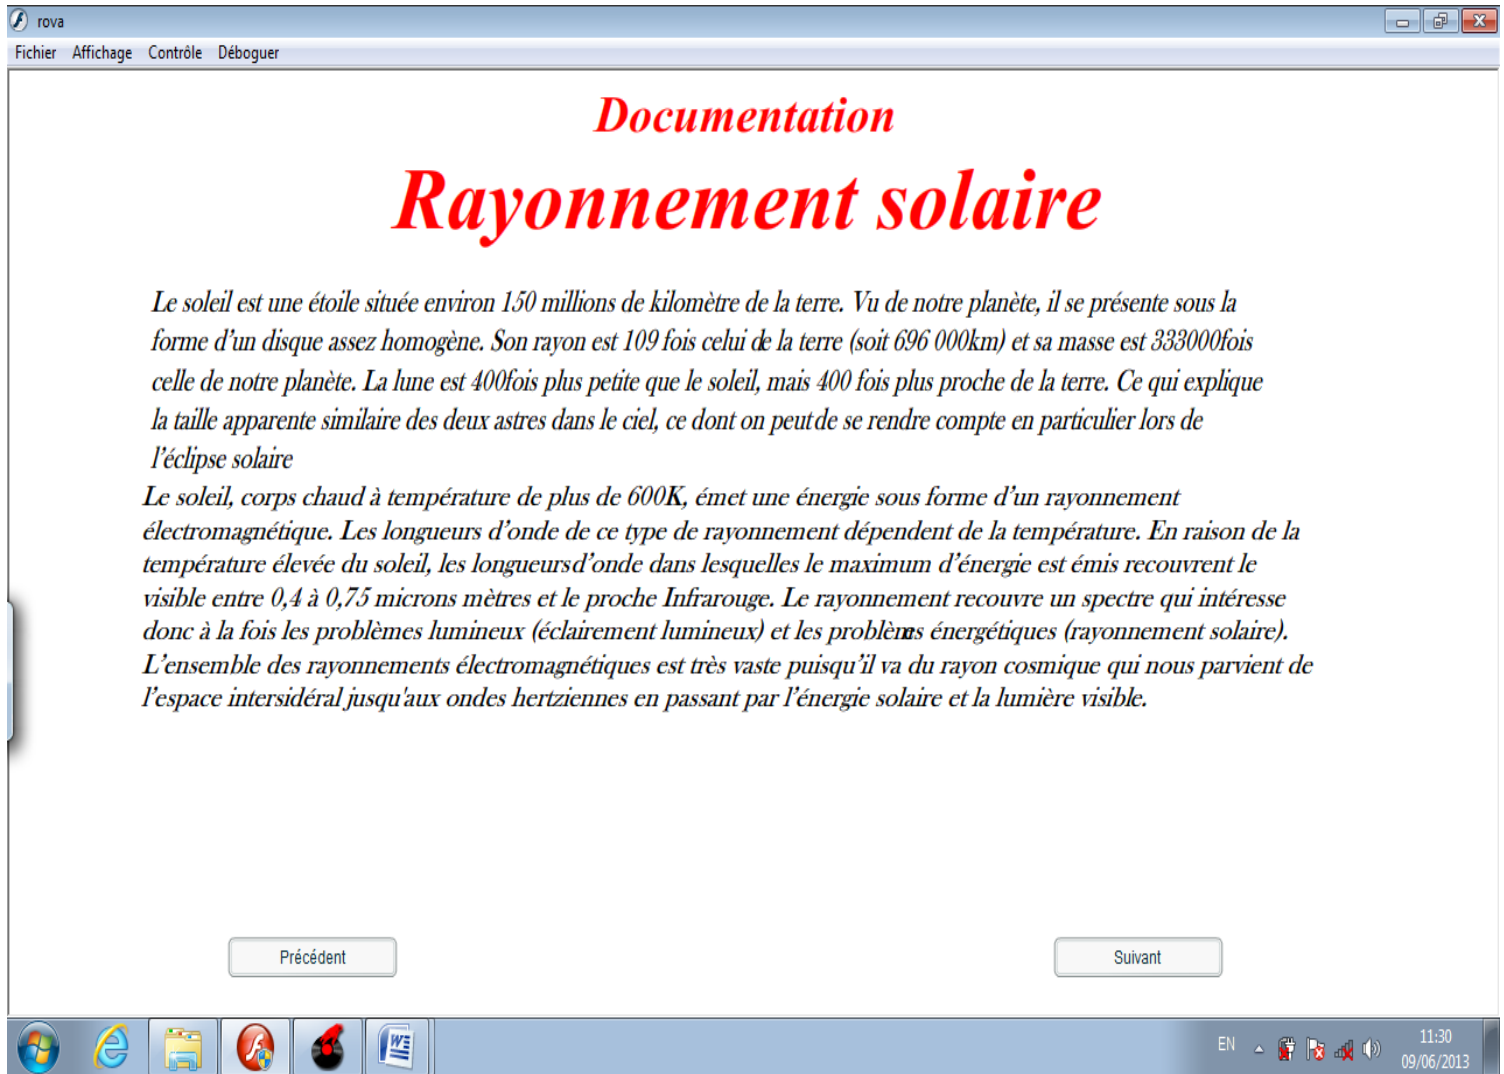 rova
Fichier Affichage Contrôle Déboguer
Documentation
Rayonnement solaire
Le soleil est une étoile située environ 150 millions de kilomètre de la terre. Vu de notre planète, il se présente sous la
forme d’un disque assez homogène. Son rayon est 109 fois celui de la terre (soit 696 000km) et sa masse est 333000fois
celle de notre planète. La lune est 400fois plus petite que le soleil, mais 400 fois plus proche de la terre. Ce qui explique
la taille apparente similaire des deux astres dans le ciel, ce dont on peut de se rendre compte en particulier lors de
l’éclipse solaire
Le soleil, corps chaud à température de plus de 600K, émet une énergie sous forme d’un rayonnement
électromagnétique. Les longueurs d’onde de ce type de rayonnement dépendent de la température. En raison de la
température élevée du soleil, les longueurs d’onde dans lesquelles le maximum d’énergie est émis recouvrent le
visible entre 0,4 à 0,75 microns mètres et le proche Infrarouge. Le rayonnement recouvre un spectre qui intéresse
donc à la fois les problèmes lumineux (éclairement lumineux) et les problèmes énergétiques (rayonnement solaire).
L’ensemble des rayonnements électromagnétiques est très vaste puisqu’il va du rayon cosmique qui nous parvient de
l’espace intersidéral jusqu'aux ondes hertziennes en passant par l’énergie solaire et la lumière visible.
Précédent Suivant
EN 11:30
09/06/2013